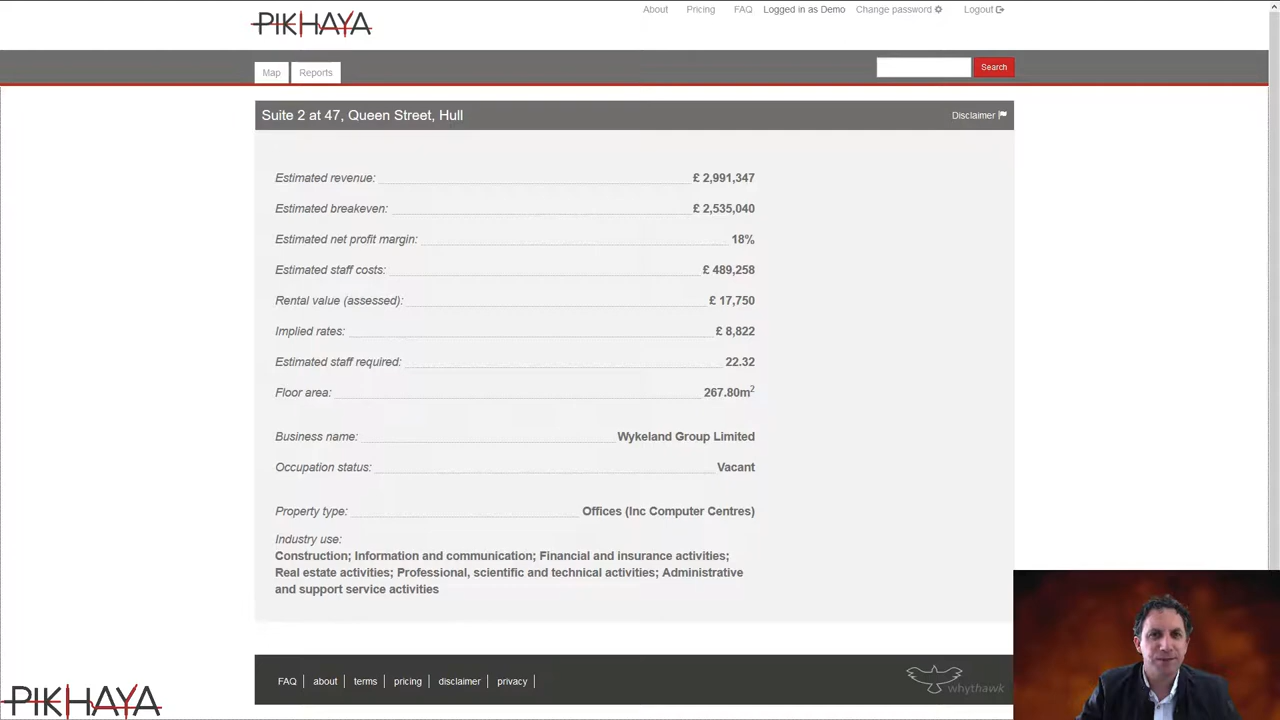 PIKHAYA
About Pricing FAQ Logged in as Demo Change password Logout
Map Reports Search
Suite 2 at 47, Queen Street, Hull Disclaimer
Estimated revenue: £ 2,991,347
Estimated breakeven: £ 2,535,040
Estimated net profit margin: 18%
Estimated staff costs: £ 489,258
Rental value (assessed): £ 17,750
Implied rates: £ 8,822
Estimated staff required: 22.32
Floor area: 267.80m²
Business name: Wykeland Group Limited
Occupation status: Vacant
Property type: Offices (Inc Computer Centres)
Industry use:
Construction; Information and communication; Financial and insurance activities;
Real estate activities; Professional, scientific and technical activities; Administrative
and support service activities
FAQ about terms pricing disclaimer privacy
whythawk
PIKHAYA